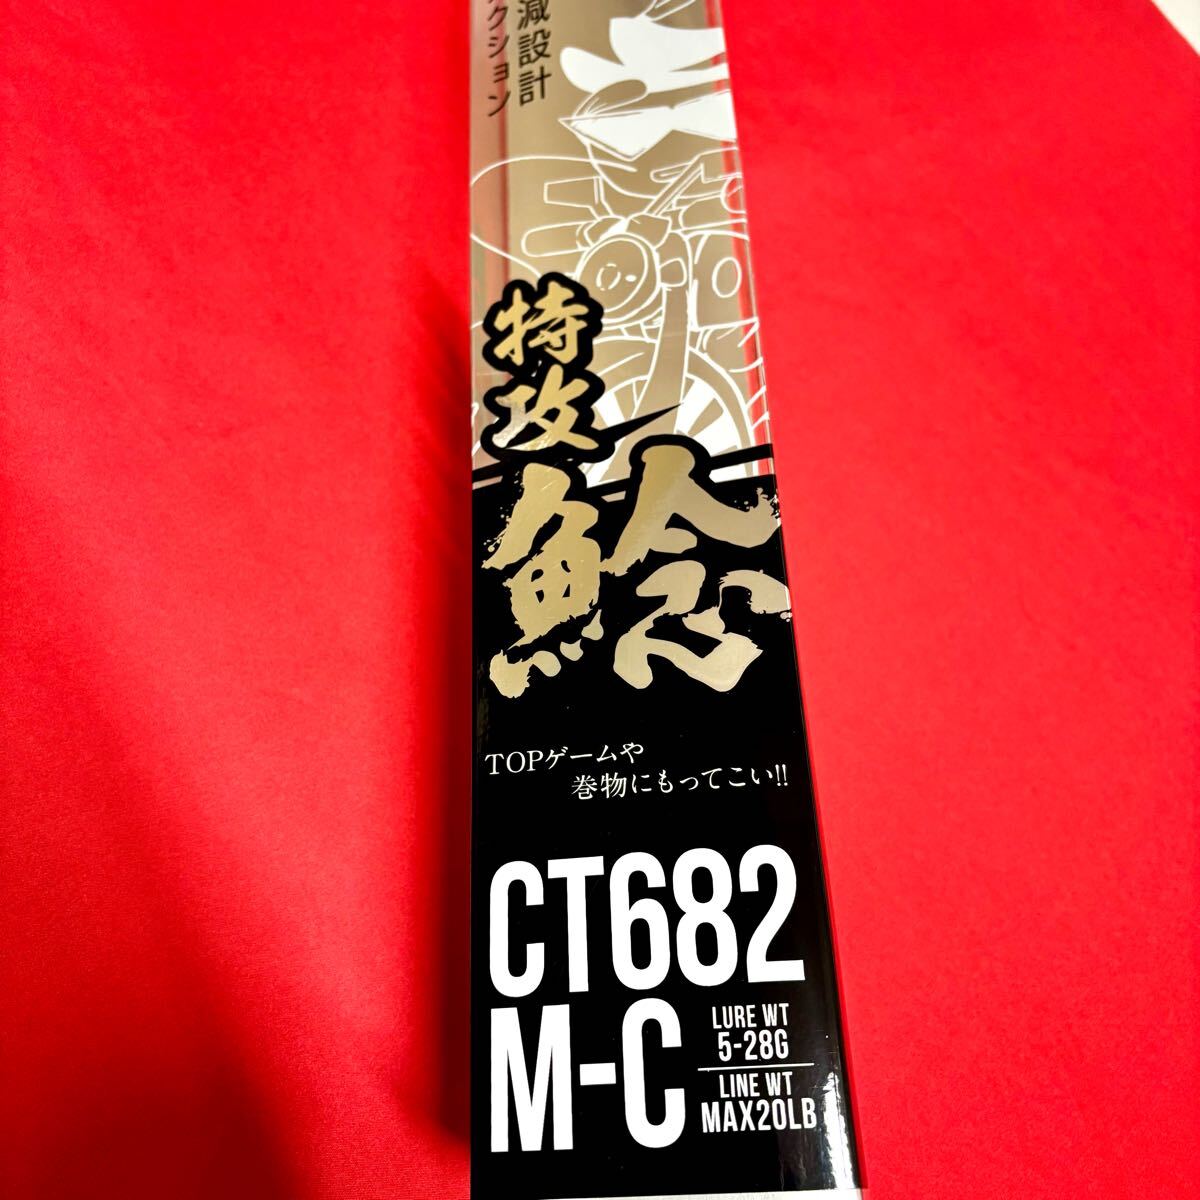 減設計
クション
特攻
鯰
TOPゲームや
巻物にもってこい!!
CT682
M-C
LURE WT
5-28G
LINE WT
MAX20LB